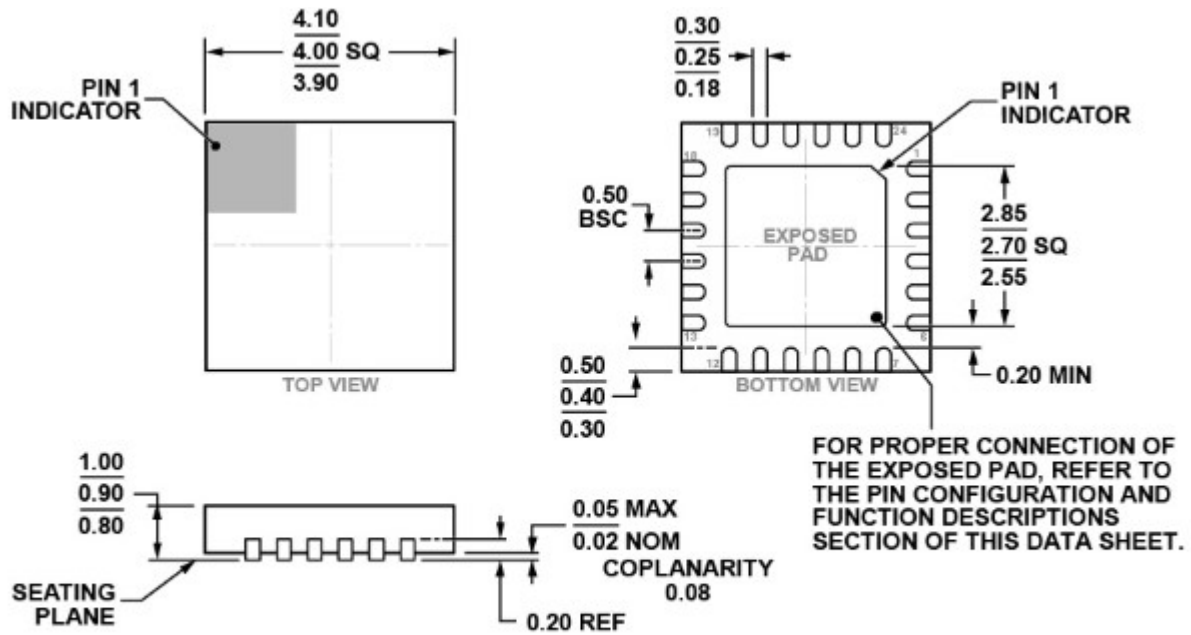 4.10
4.00 SQ
3.90
PIN 1
INDICATOR
TOP VIEW
0.30
0.25
0.18
PIN 1
INDICATOR
13
24
18
1
0.50
BSC
EXPOSED
PAD
2.85
2.70 SQ
2.55
13
6
12
7
BOTTOM VIEW
0.50
0.40
0.30
0.20 MIN
FOR PROPER CONNECTION OF
THE EXPOSED PAD, REFER TO
THE PIN CONFIGURATION AND
FUNCTION DESCRIPTIONS
SECTION OF THIS DATA SHEET.
1.00
0.90
0.80
SEATING
PLANE
0.05 MAX
0.02 NOM
COPLANARITY
0.08
0.20 REF